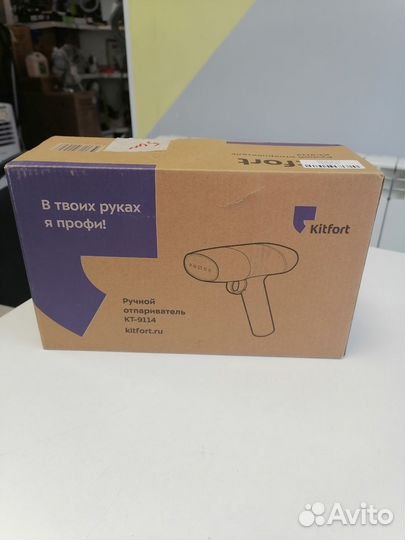 В твоих руках
я профи!
Kitfort
Ручной
отпариватель
КТ-9114
kitfort.ru
Avito